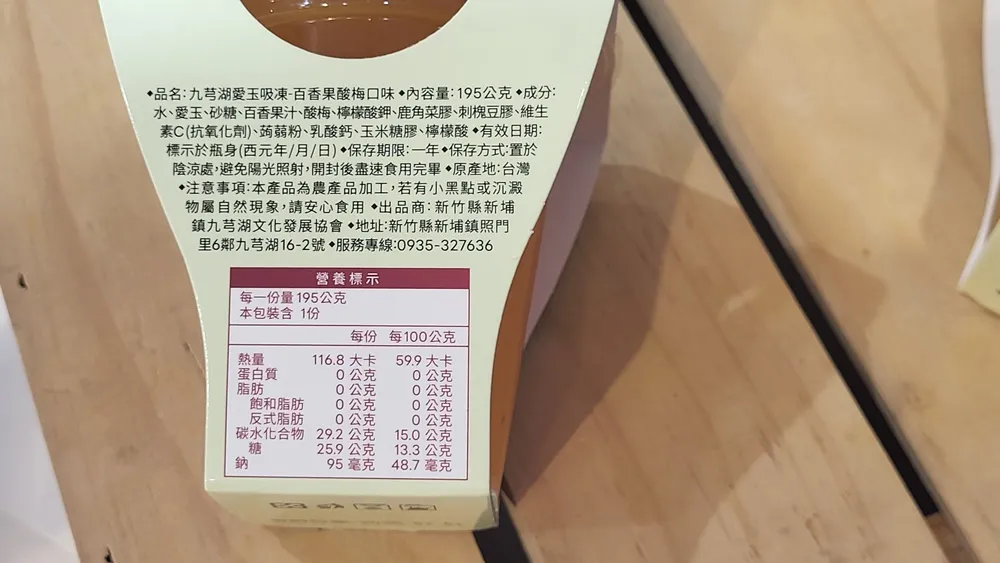 ◆品名:九芎湖愛玉吸凍-百香果酸梅口味 ◆內容量:195公克 ◆成分:
水、愛玉、砂糖、百香果汁、酸梅、檸檬酸鉀、鹿角菜膠、刺槐豆膠、維生
素C(抗氧化劑)、蒟蒻粉、乳酸鈣、玉米糖膠、檸檬酸 ◆有效日期:
標示於瓶身(西元年/月/日) ◆保存期限:一年 ◆保存方式:置於
陰涼處,避免陽光照射,開封後盡速食用完畢 ◆原產地:台灣
◆注意事項:本產品為農產品加工,若有小黑點或沉澱
物屬自然現象,請安心食用 ◆出品商:新竹縣新埔
鎮九芎湖文化發展協會 ◆地址:新竹縣新埔鎮照門
里6鄰九芎湖16-2號 ◆服務專線:0935-327636
營養標示
每一份量195公克
本包裝含 1份
每份 每100公克
熱量 116.8 大卡 59.9 大卡
蛋白質 0 公克 0 公克
脂肪 0 公克 0 公克
飽和脂肪 0 公克 0 公克
反式脂肪 0 公克 0 公克
碳水化合物 29.2 公克 15.0 公克
糖 25.9 公克 13.3 公克
鈉 95 毫克 48.7 毫克